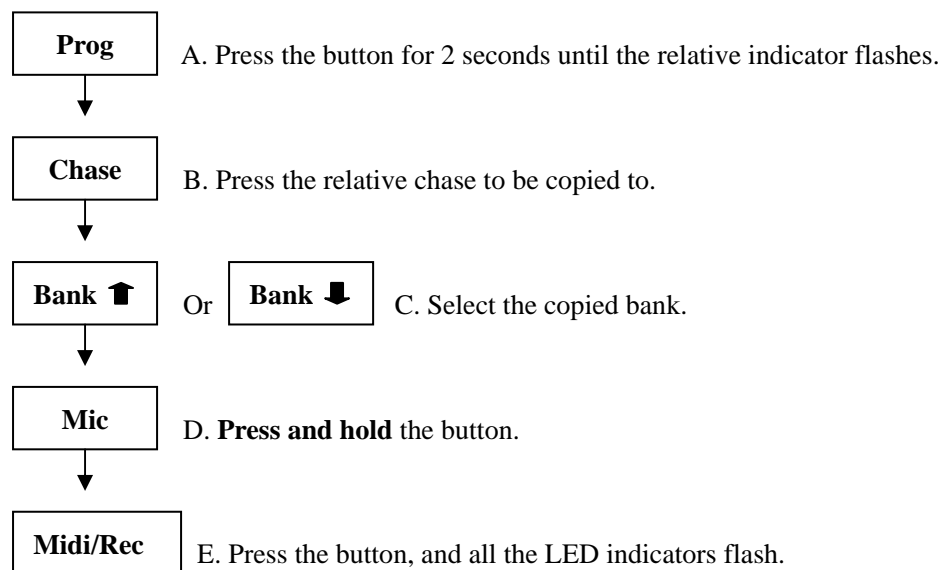 Prog A. Press the button for 2 seconds until the relative indicator flashes.
Chase B. Press the relative chase to be copied to.
Bank ⬆ Or Bank ⬇ C. Select the copied bank.
Mic D. Press and hold the button.
Midi/Rec E. Press the button, and all the LED indicators flash.